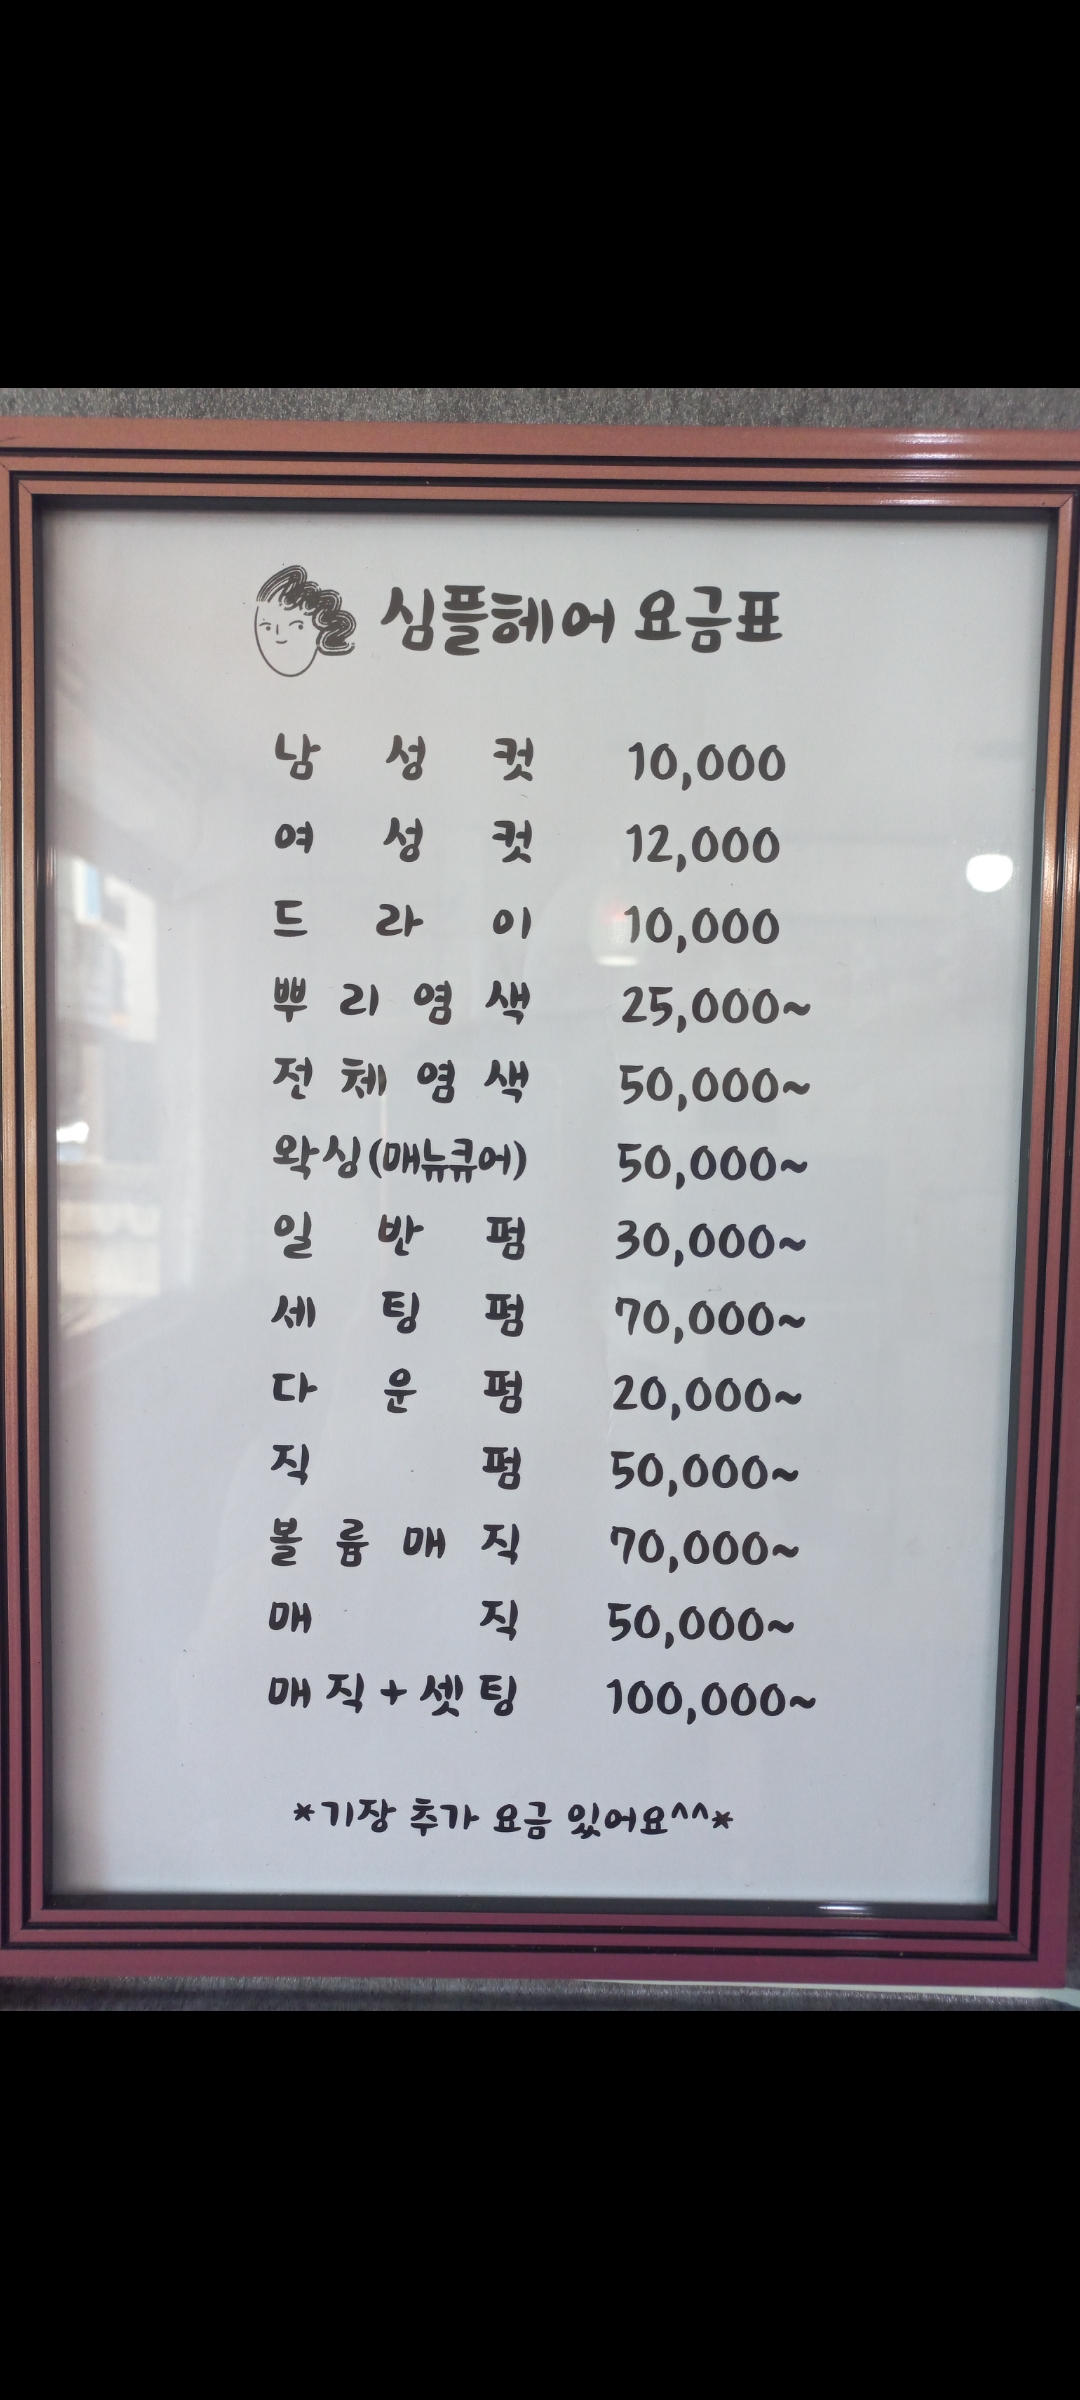 심플헤어 요금표
남성컷 10,000
여성컷 12,000
드라이 10,000
뿌리염색 25,000~
전체염색 50,000~
왁싱(매뉴큐어) 50,000~
일반펌 30,000~
세팅펌 70,000~
다운펌 20,000~
직펌 50,000~
볼륨매직 70,000~
매직 50,000~
매직+셋팅 100,000~
*기장 추가 요금 있어요^^*